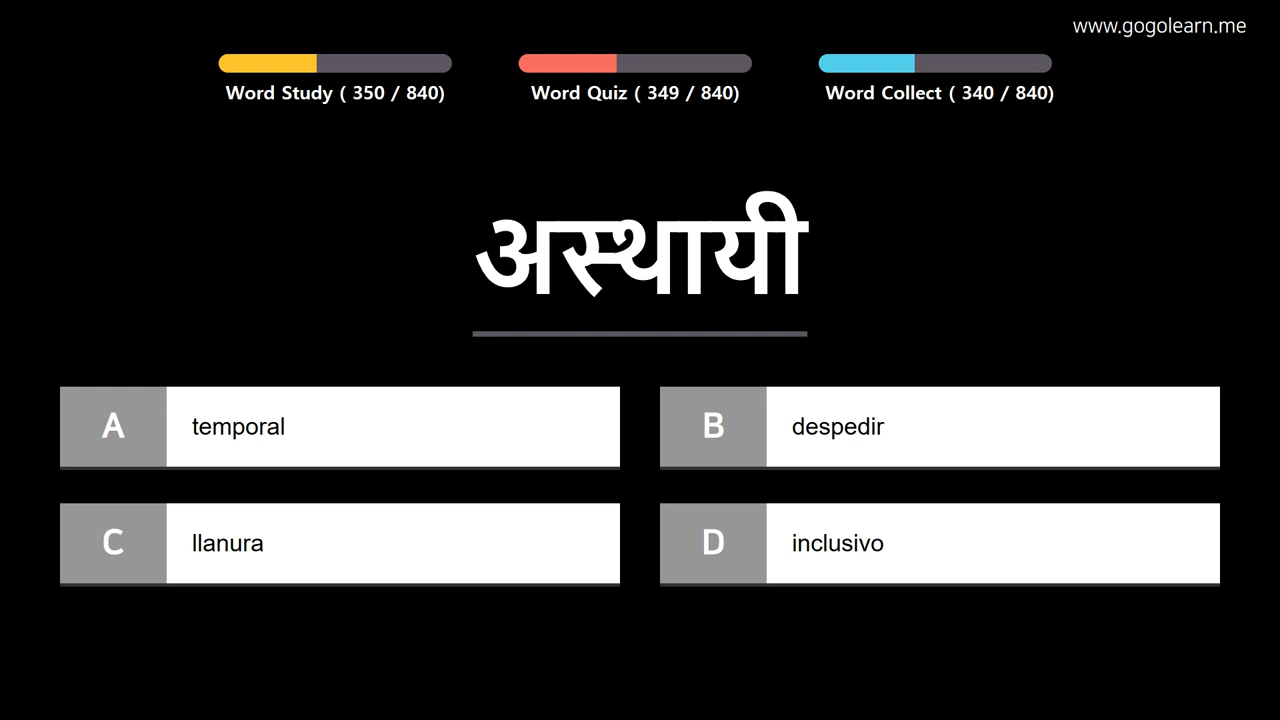 www.gogolearn.me
Word Study ( 350 / 840)
Word Quiz ( 349 / 840)
Word Collect ( 340 / 840)
अस्थायी
A temporal
B despedir
C llanura
D inclusivo